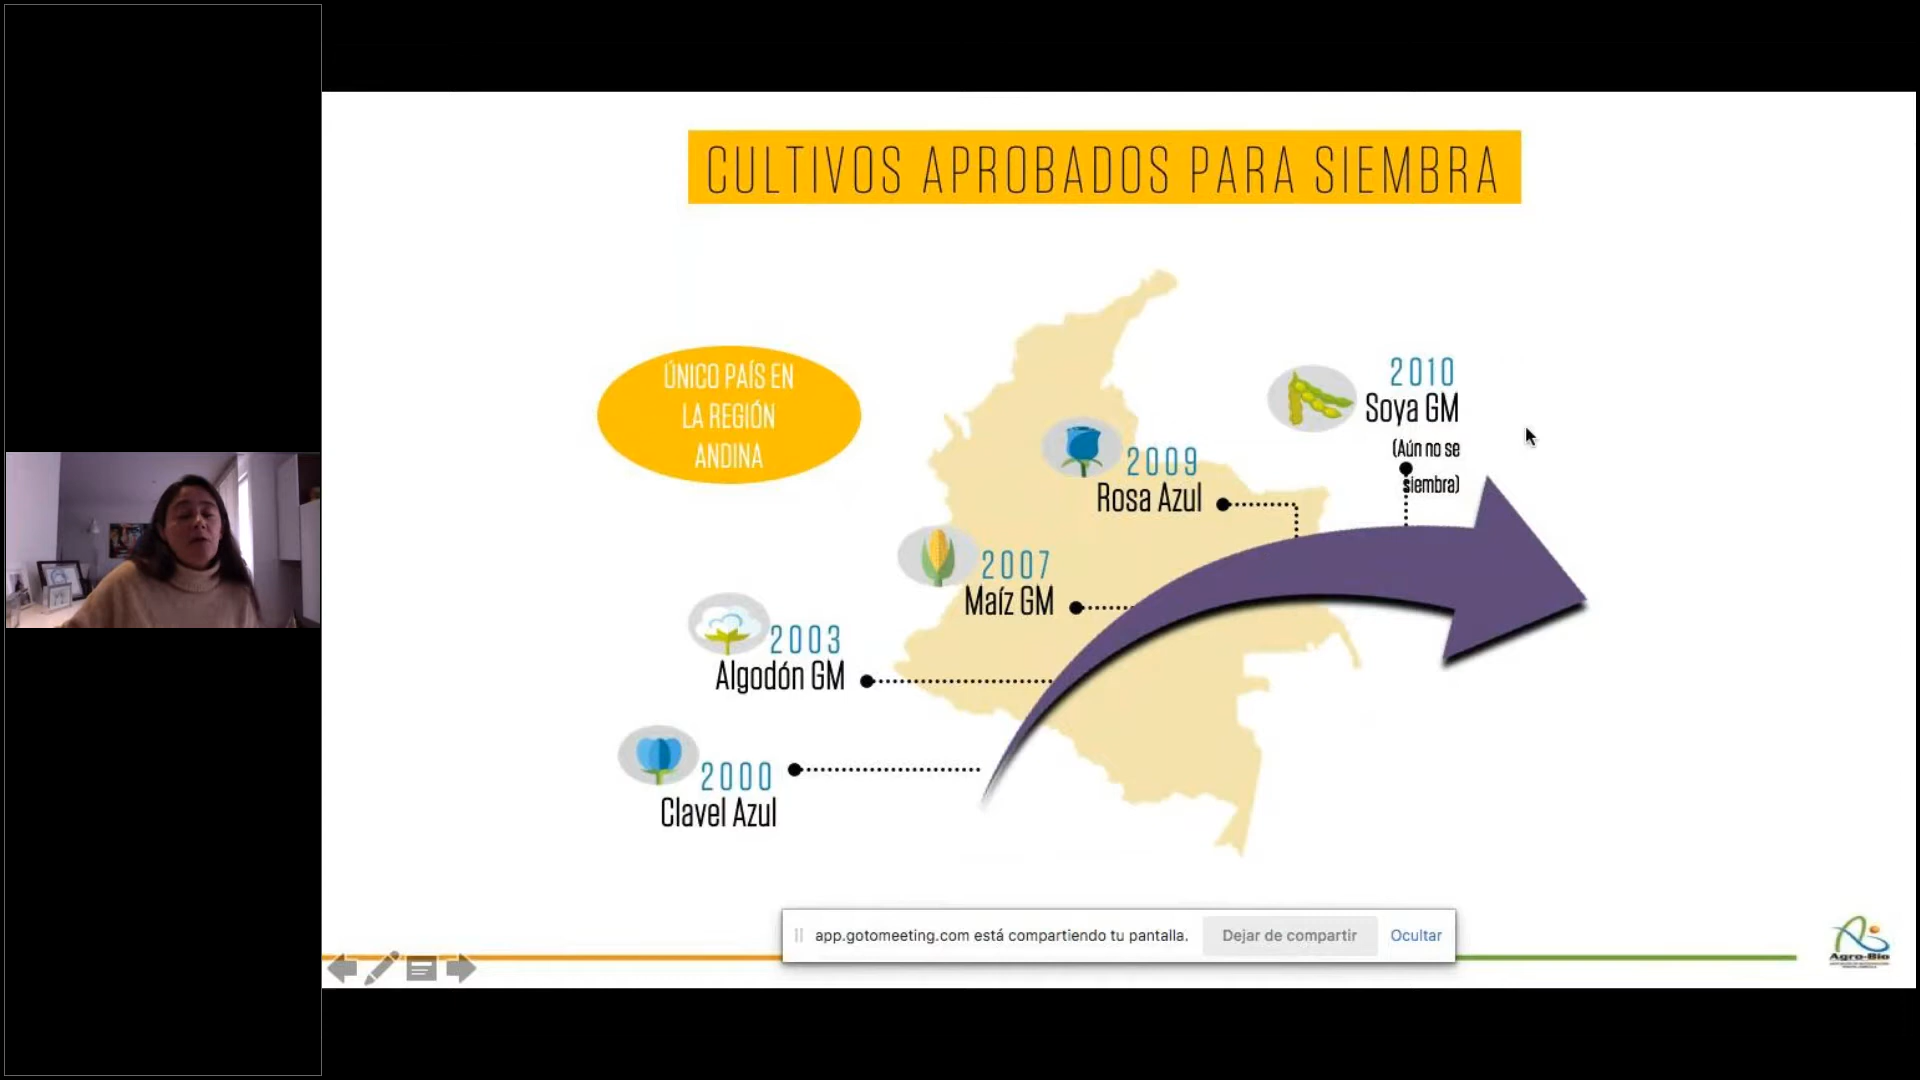 CULTIVOS APROBADOS PARA SIEMBRA
ÚNICO PAÍS EN
LA REGIÓN
ANDINA
2010
Soya GM
(Aún no se
siembra)
2009
Rosa Azul
2007
Maíz GM
2003
Algodón GM
2000
Clavel Azul
app.gotomeeting.com está compartiendo tu pantalla.
Dejar de compartir
Ocultar
Agro-Bio